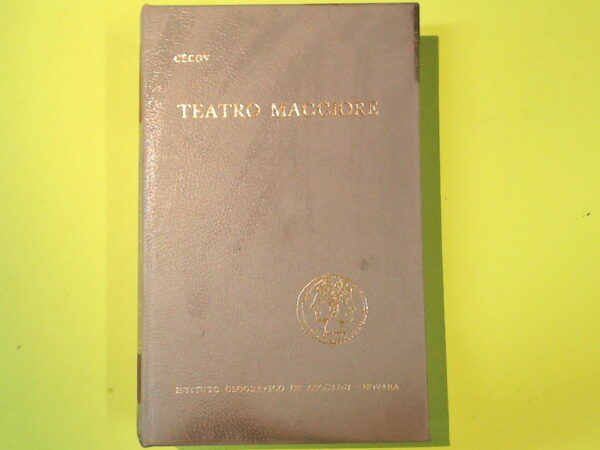 CECOV
TEATRO MAGGIORE
ISTITUTO GEOGRAFICO DE AGOSTINI - NOVARA